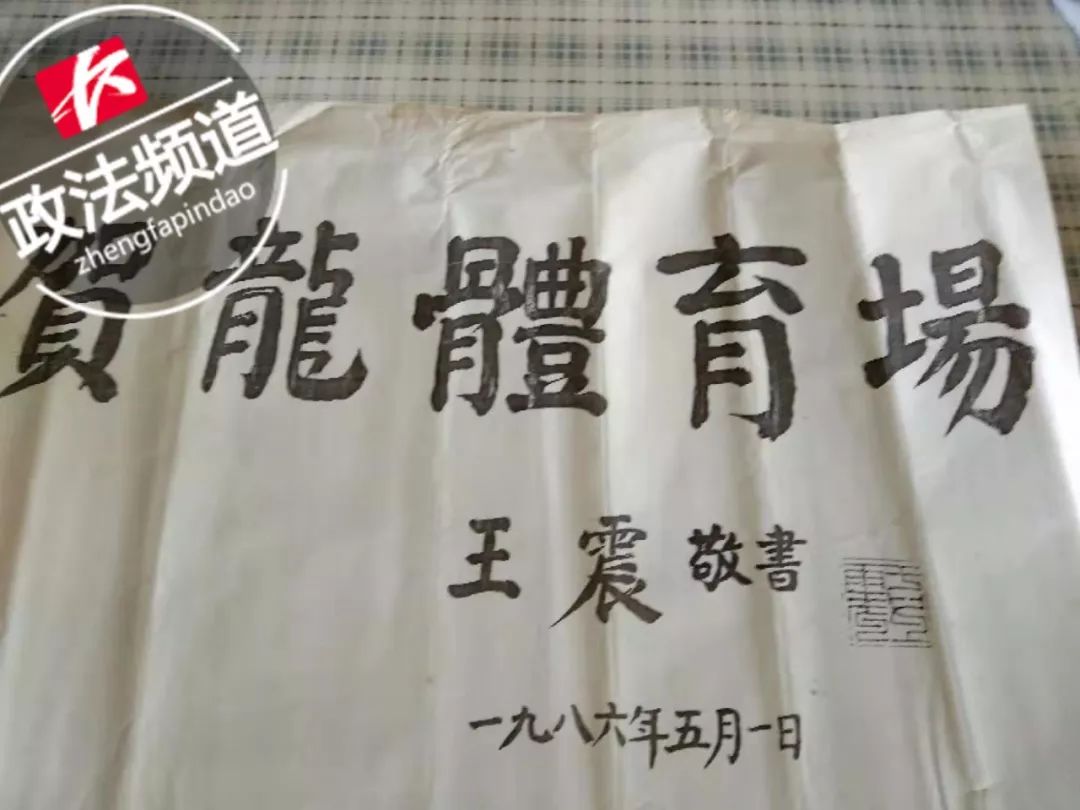 政法频道
zhengfapindao
賀龍體育場
王震敬書
一九八六年五月一日